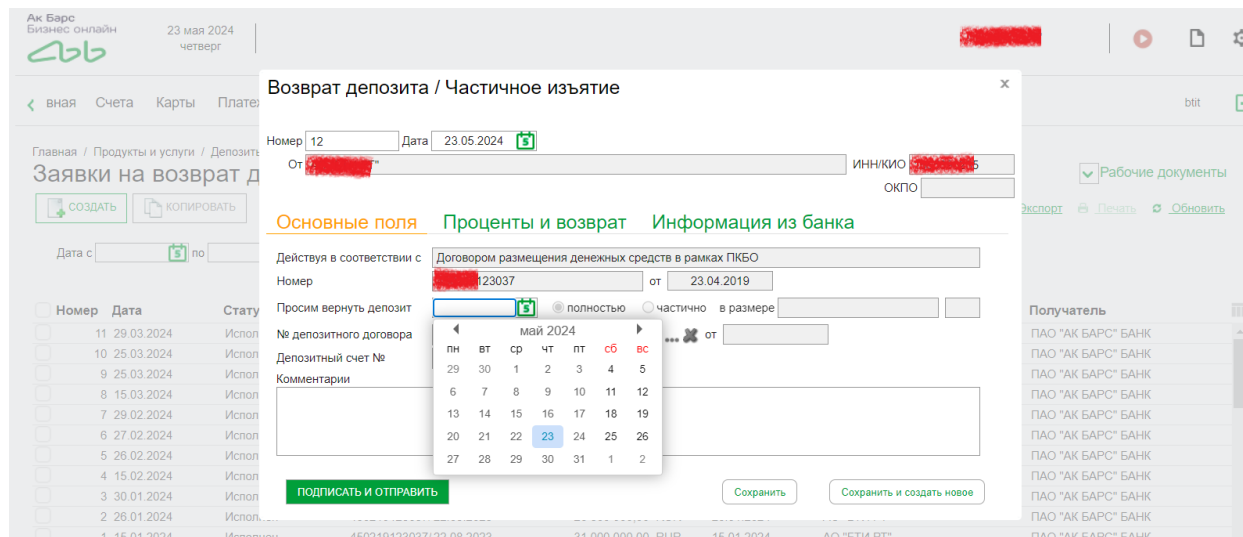 Ак Барс
Бизнес онлайн
23 мая 2024
четверг
вная Счета Карты btit
Возврат депозита / Частичное изъятие x
Номер 12 Дата 23.05.2024
От ИНН/КИО
ОКПО
Главная / Продукты и услуги /
Заявки на возврат
Рабочие документы
СОЗДАТЬ КОПИРОВАТЬ
Экспорт Печать Обновить
Основные поля Проценты и возврат Информация из банка
Дата с по
Действуя в соответствии с Договором размещения денежных средств в рамках ПКБО
Номер 123037 от 23.04.2019
Просим вернуть депозит полностью частично в размере
№ депозитного договора ... от
Депозитный счет №
Комментарии
май 2024
пн вт ср чт пт сб вс
29 30 1 2 3 4 5
6 7 8 9 10 11 12
13 14 15 16 17 18 19
20 21 22 23 24 25 26
27 28 29 30 31 1 2
ПОДПИСАТЬ И ОТПРАВИТЬ Сохранить Сохранить и создать новое
Номер Дата Получатель
11 29.03.2024 ПАО "АК БАРС" БАНК
10 25.03.2024 ПАО "АК БАРС" БАНК
9 25.03.2024 ПАО "АК БАРС" БАНК
8 15.03.2024 ПАО "АК БАРС" БАНК
7 29.02.2024 ПАО "АК БАРС" БАНК
6 27.02.2024 ПАО "АК БАРС" БАНК
5 26.02.2024 ПАО "АК БАРС" БАНК
4 15.02.2024 ПАО "АК БАРС" БАНК
3 30.01.2024 ПАО "АК БАРС" БАНК
2 26.01.2024 ПАО "АК БАРС" БАНК